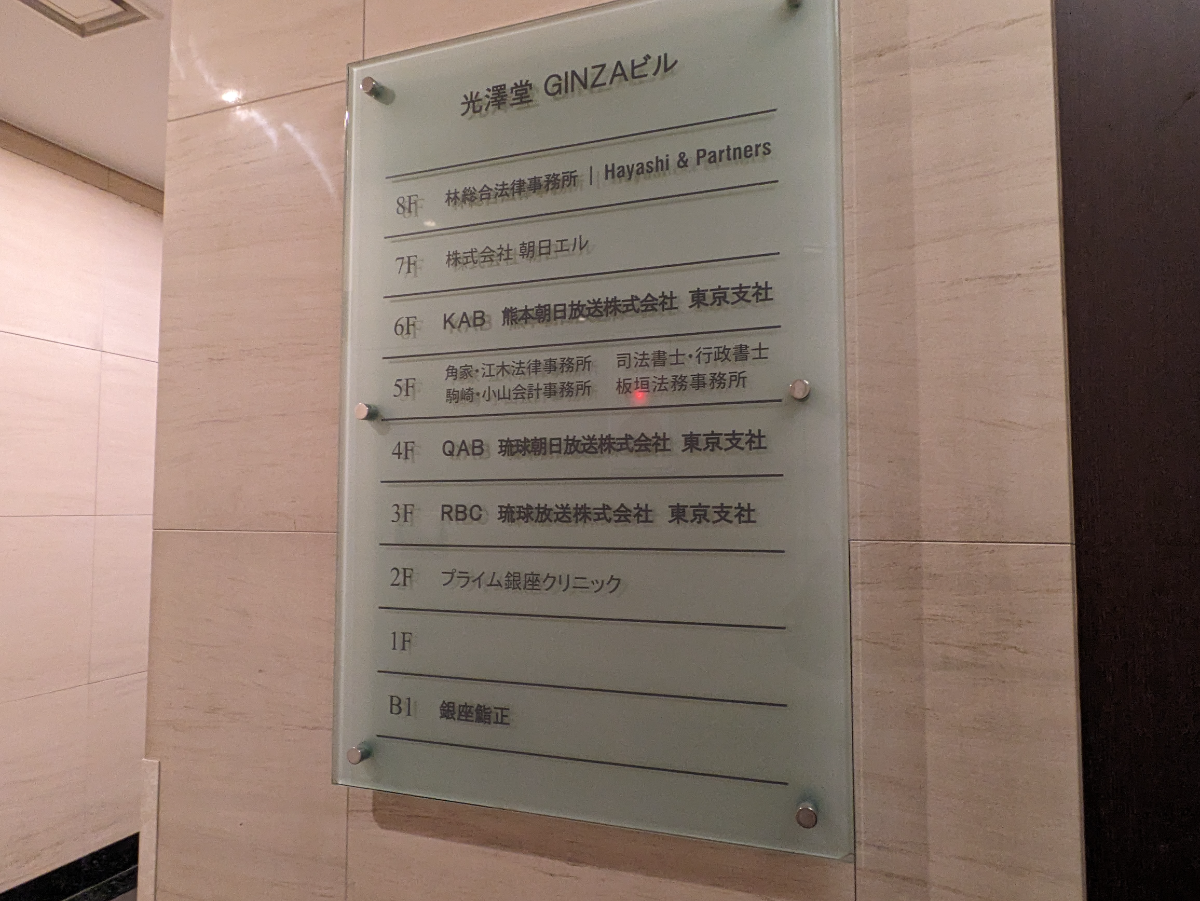 光澤堂 GINZAビル
8F 林総合法律事務所 | Hayashi & Partners
7F 株式会社 朝日エル
6F KAB 熊本朝日放送株式会社 東京支社
5F 角家・江木法律事務所 司法書士・行政書士
駒崎・小山会計事務所 板垣法務事務所
4F QAB 琉球朝日放送株式会社 東京支社
3F RBC 琉球放送株式会社 東京支社
2F プライム銀座クリニック
1F
B1 銀座鮨正